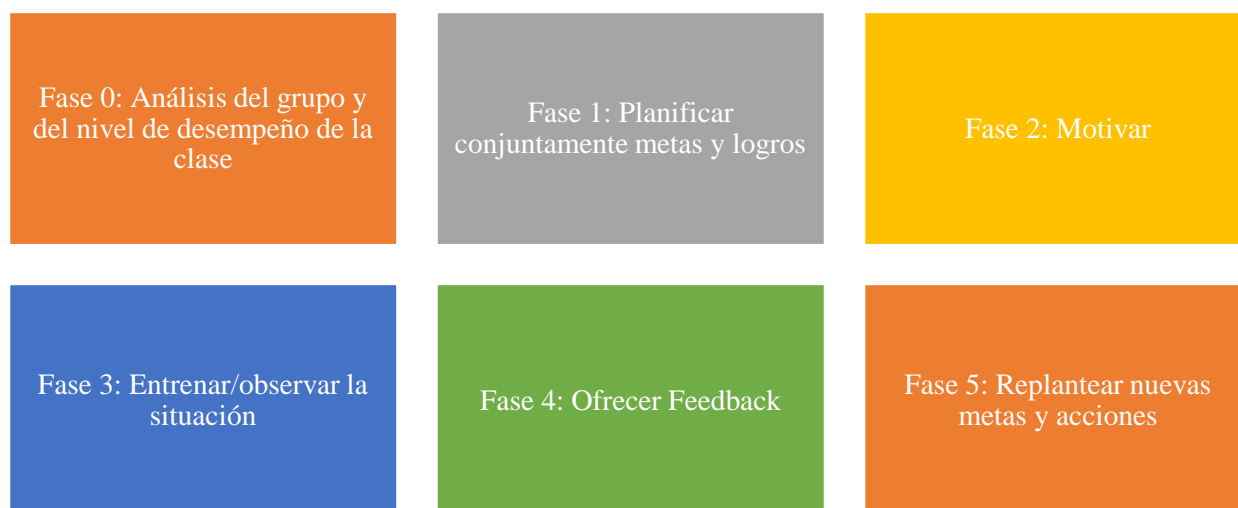 Fase 0: Análisis del grupo y
del nivel de desempeño de la
clase
Fase 1: Planificar
conjuntamente metas y logros
Fase 2: Motivar
Fase 3: Entrenar/observar la
situación
Fase 4: Ofrecer Feedback
Fase 5: Replantear nuevas
metas y acciones